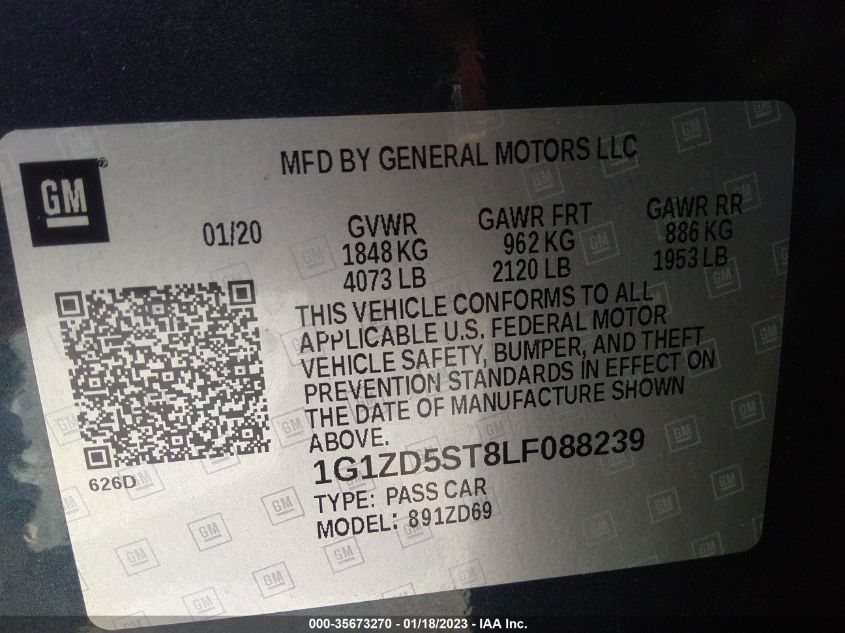 MFD BY GENERAL MOTORS LLC
GM®
01/20
GVWR
1848 KG
4073 LB
GAWR FRT
962 KG
2120 LB
GAWR RR
886 KG
1953 LB
THIS VEHICLE CONFORMS TO ALL
APPLICABLE U.S. FEDERAL MOTOR
VEHICLE SAFETY, BUMPER, AND THEFT
PREVENTION STANDARDS IN EFFECT ON
THE DATE OF MANUFACTURE SHOWN
ABOVE.
626D
1G1ZD5ST8LF088239
TYPE: PASS CAR
MODEL: 891ZD69
000-35673270 - 01/18/2023 - IAA Inc.